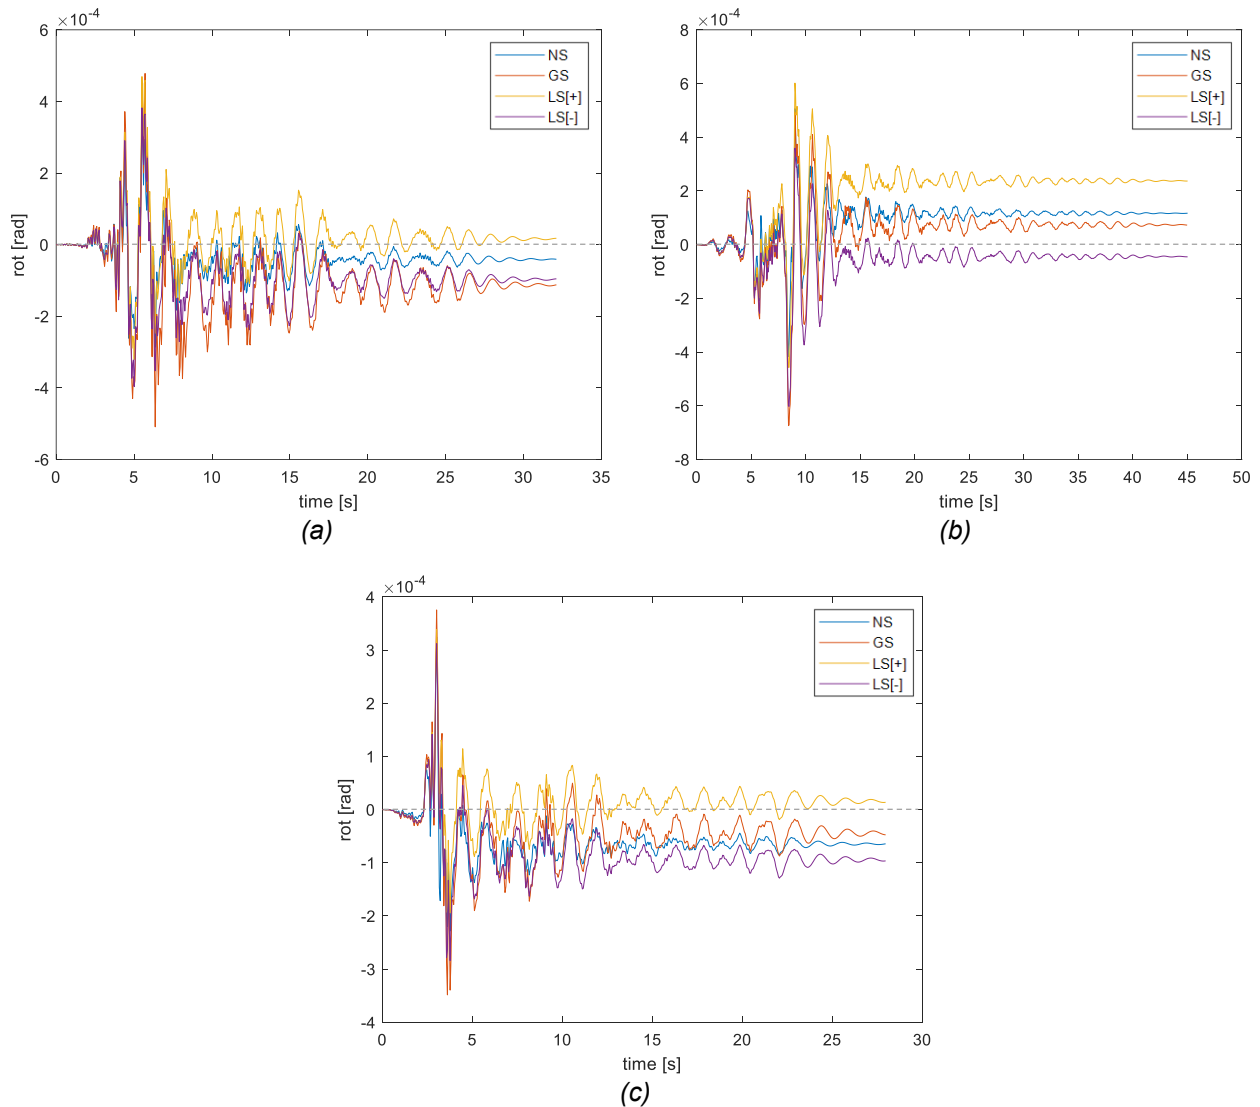 ×10^-4
6
4
2
0
-2
-4
-6
rot [rad]
0 5 10 15 20 25 30 35
time [s]
NS
GS
LS[+]
LS[-]
(a)
×10^-4
8
6
4
2
0
-2
-4
-6
-8
rot [rad]
0 5 10 15 20 25 30 35 40 45 50
time [s]
NS
GS
LS[+]
LS[-]
(b)
×10^-4
4
3
2
1
0
-1
-2
-3
-4
rot [rad]
0 5 10 15 20 25 30
time [s]
NS
GS
LS[+]
LS[-]
(c)